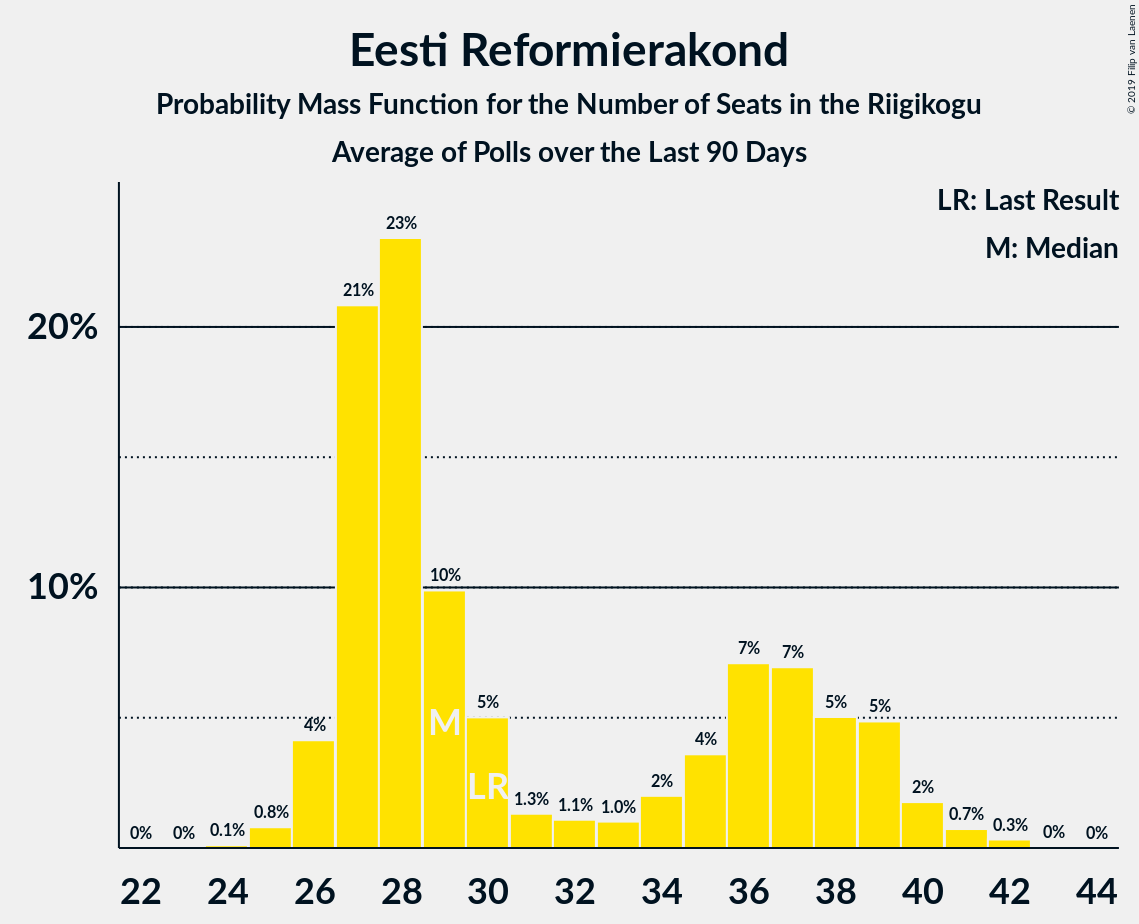 Eesti Reformierakond
Probability Mass Function for the Number of Seats in the Riigikogu
Average of Polls over the Last 90 Days
© 2019 Filip van Laenen
LR: Last Result
M: Median
20%
10%
0% 0% 0.1% 0.8% 4% 21% 23% 10% 5% 1.3% 1.1% 1.0% 2% 4% 7% 7% 5% 5% 2% 0.7% 0.3% 0% 0%
M
LR
22 24 26 28 30 32 34 36 38 40 42 44